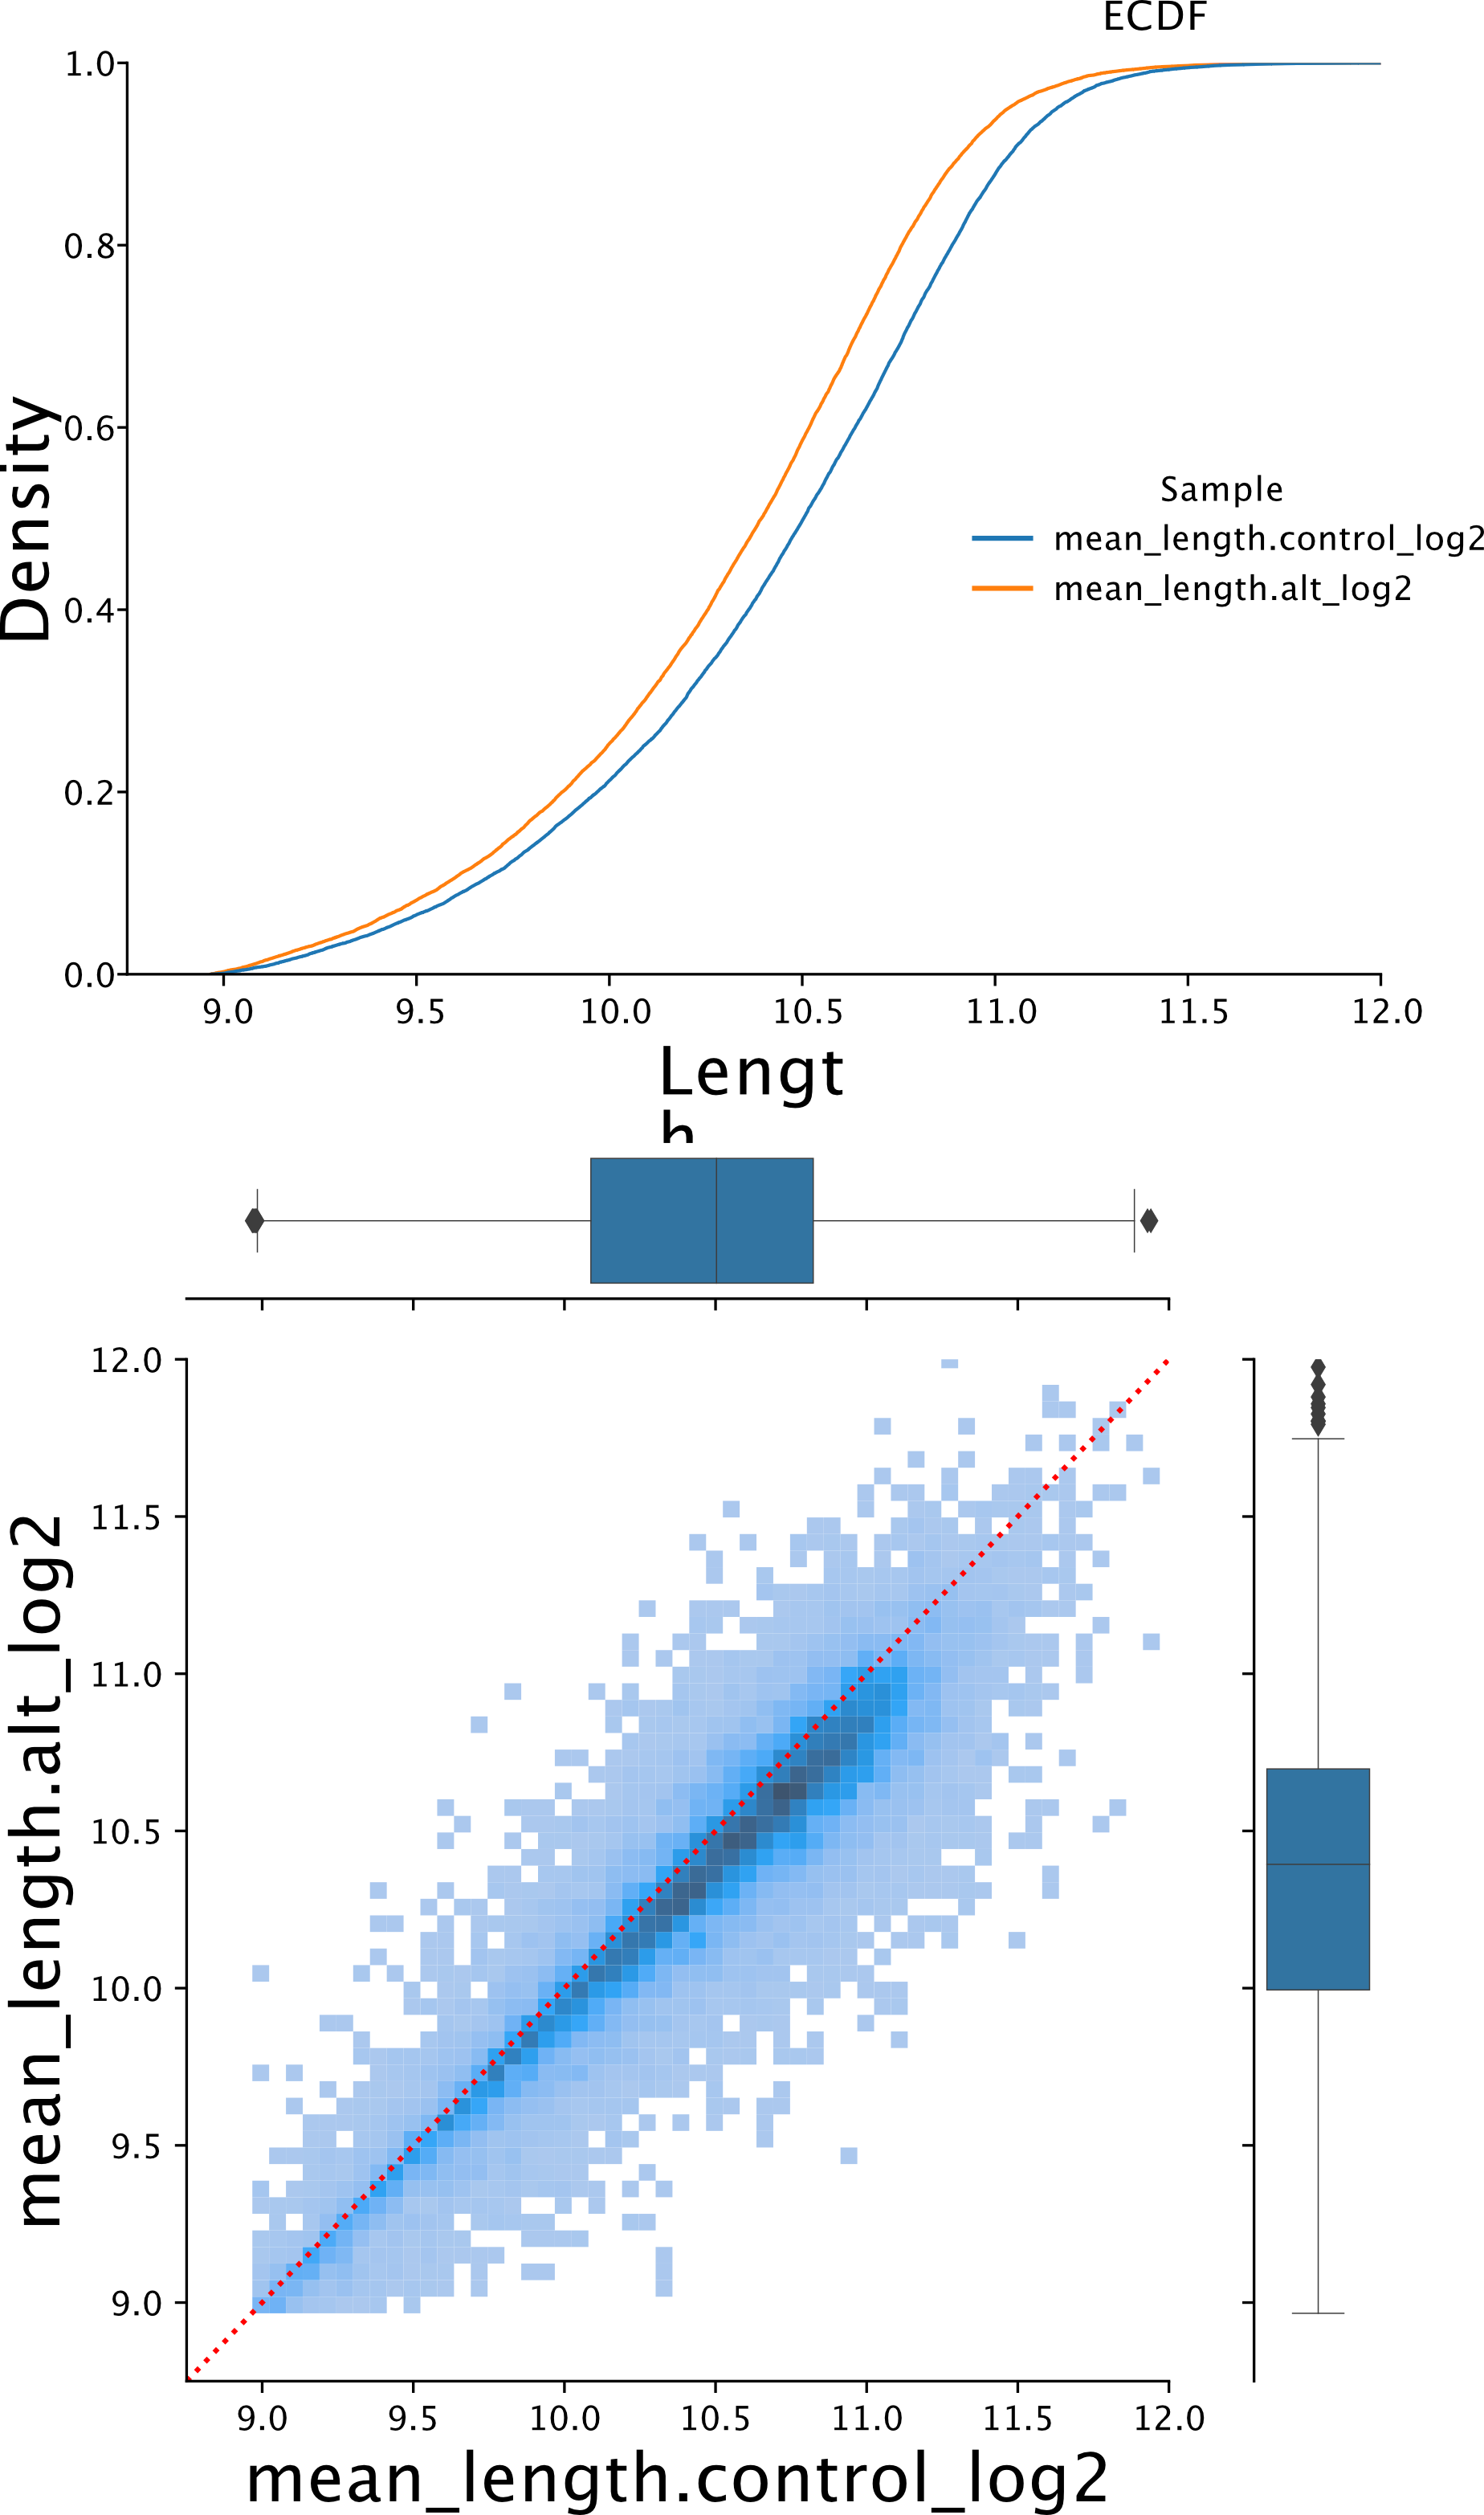 ECDF
1.0
0.8
0.6
0.4
0.2
0.0
Density
9.0 9.5 10.0 10.5 11.0 11.5 12.0
Lengt
h
Sample
mean_length.control_log2
mean_length.alt_log2
12.0
11.5
11.0
10.5
10.0
9.5
9.0
mean_length.alt_log2
9.0 9.5 10.0 10.5 11.0 11.5 12.0
mean_length.control_log2